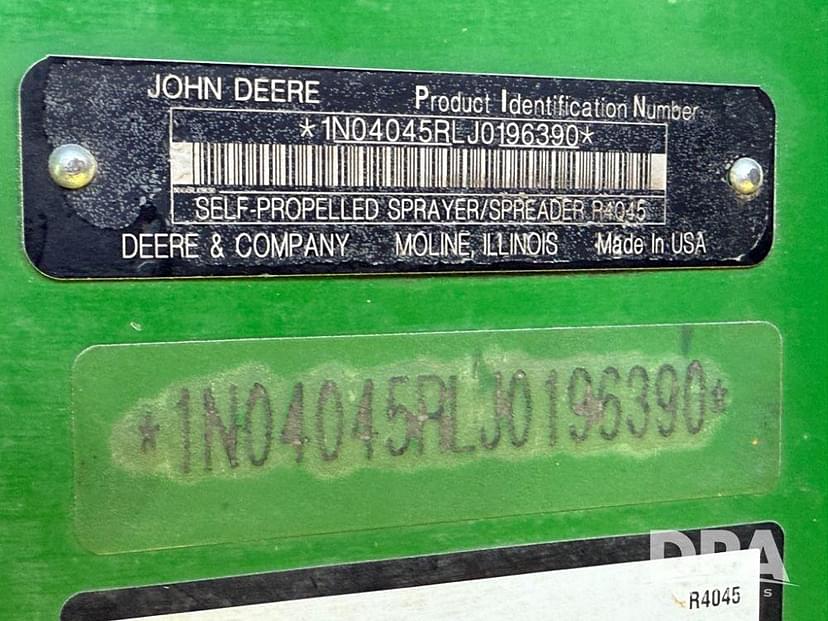 JOHN DEERE Product Identification Number
*1N04045RLJ0196390*
SELF-PROPELLED SPRAYER/SPREADER R4045
DEERE & COMPANY MOLINE, ILLINOIS Made In USA
*1N04045RLJ0196390*
DPA
R4045